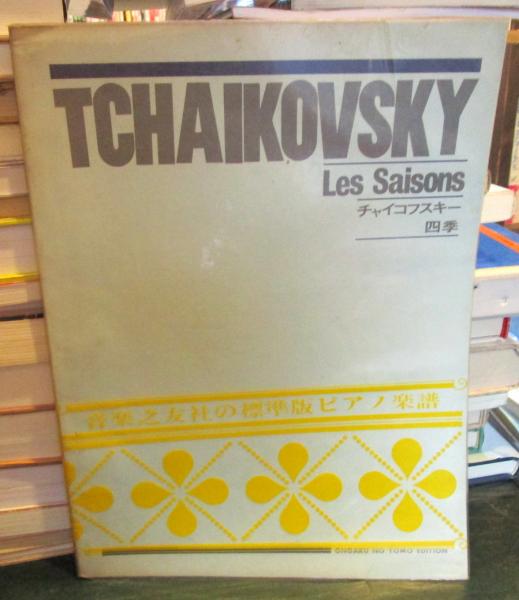 TCHAIKOVSKY
Les Saisons
チャイコフスキー
四季
音楽之友社の標準版ピアノ楽譜
ONGAKU NO TOMO EDITION